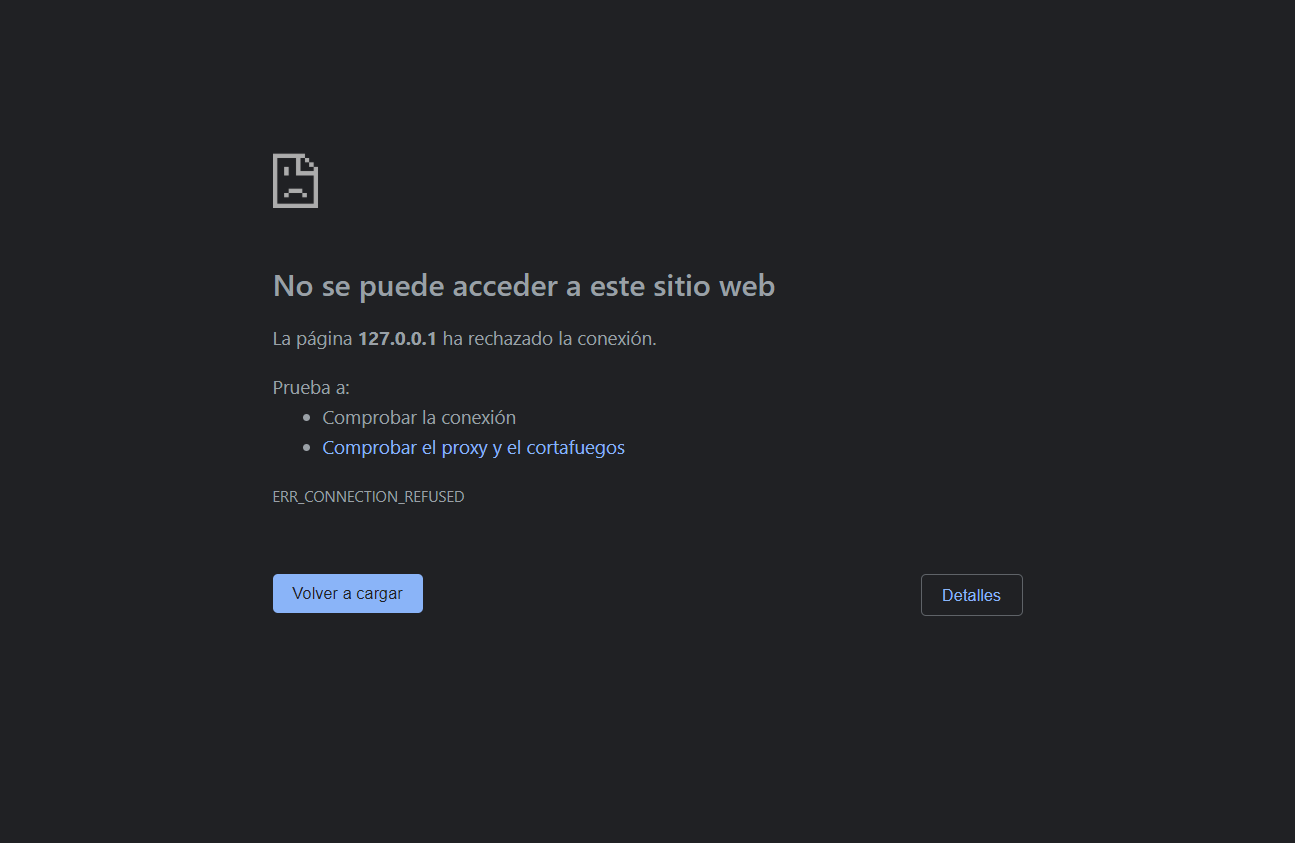 No se puede acceder a este sitio web
La página 127.0.0.1 ha rechazado la conexión.
Prueba a:
Comprobar la conexión
Comprobar el proxy y el cortafuegos
ERR_CONNECTION_REFUSED
Volver a cargar
Detalles